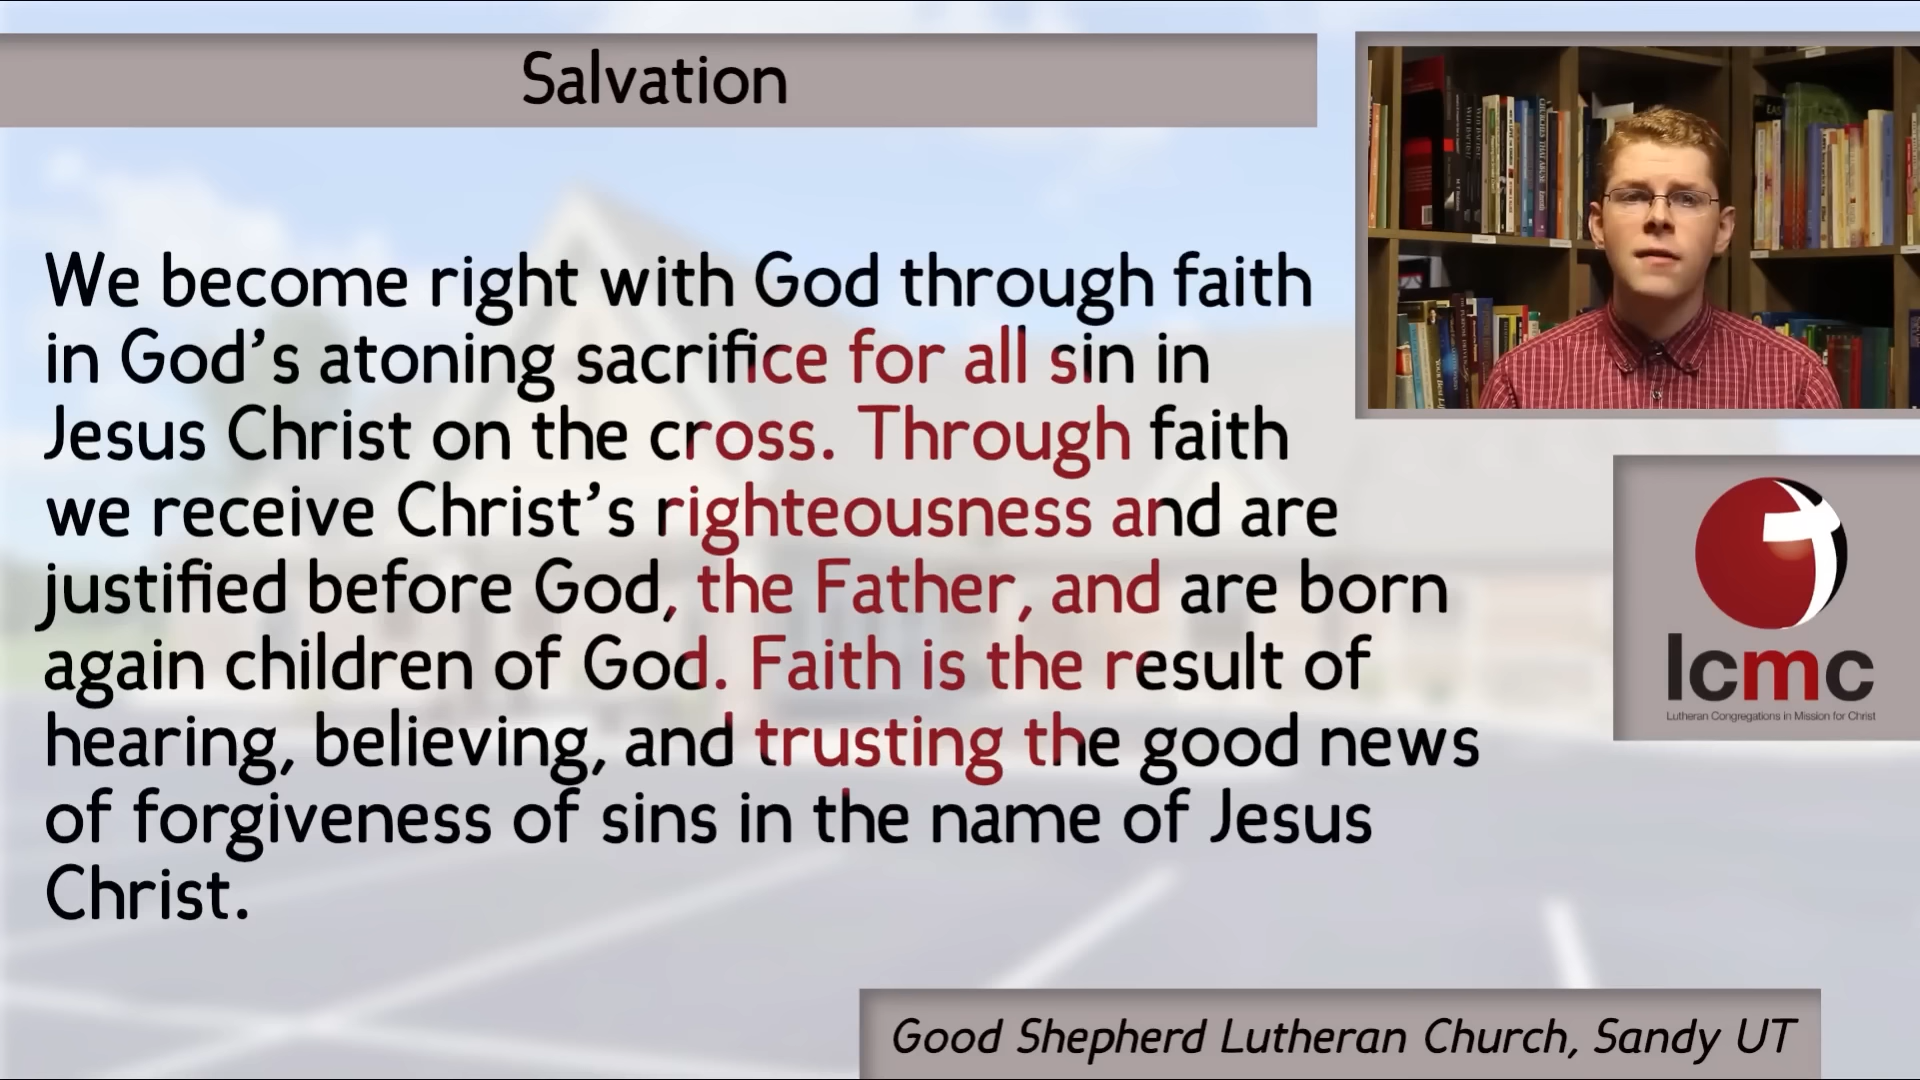 Salvation
We become right with God through faith
in God's atoning sacrifice for all sin in
Jesus Christ on the cross. Through faith
we receive Christ's righteousness and are
justified before God, the Father, and are born
again children of God. Faith is the result of
hearing, believing, and trusting the good news
of forgiveness of sins in the name of Jesus
Christ.
lcmc
Lutheran Congregations in Mission for Christ
Good Shepherd Lutheran Church, Sandy UT